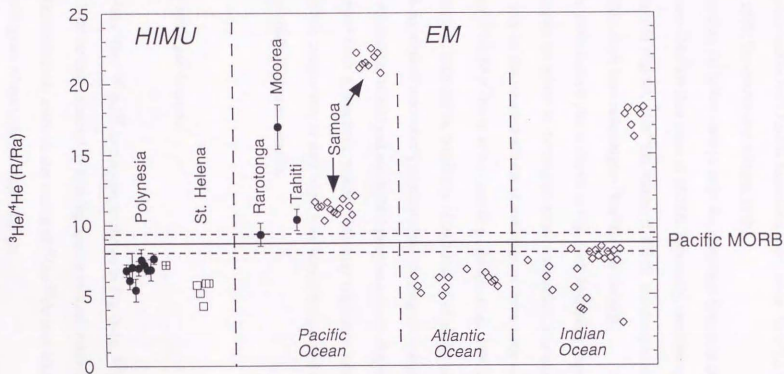 HIMU
EM
25
20
15
10
5
0
³He/⁴He (R/Ra)
Polynesia
St. Helena
Rarotonga
Moorea
Tahiti
Samoa
Pacific MORB
Pacific
Ocean
Atlantic
Ocean
Indian
Ocean